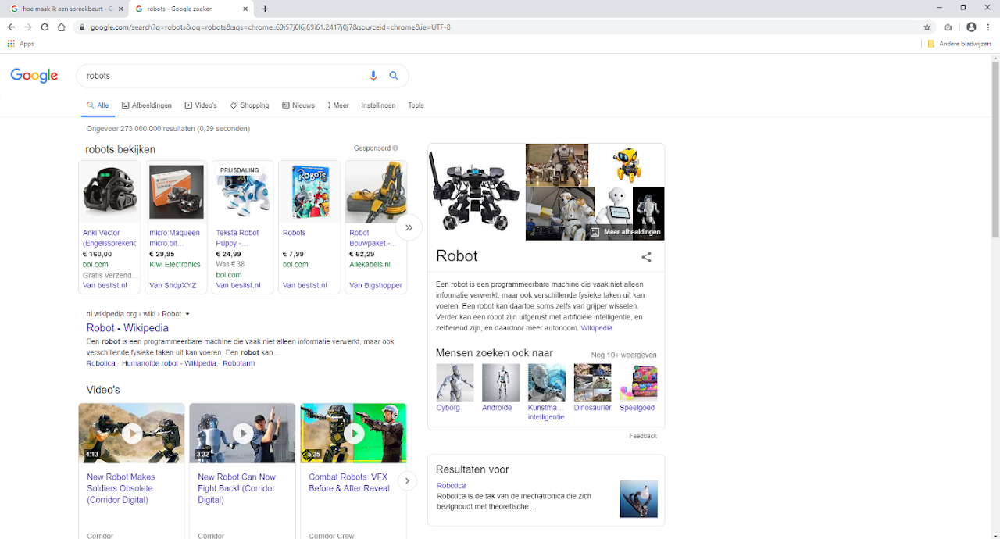 hoe maak ik een spreekbeurt - G
robots - Google zoeken
google.com/search?q=robots&oq=robots&aqs=chrome..69i57j0l6j69i61.2417j0j7&sourceid=chrome&ie=UTF-8
Apps
Andere bladwijzers
Google
robots
Alle Afbeeldingen Video's Shopping Nieuws Meer Instellingen Tools
Ongeveer 273.000.000 resultaten (0,39 seconden)
robots bekijken
Gesponsord
Anki Vector
(Engelssprekend
€ 160,00
bol.com
Gratis verzend...
Van beslist.nl
micro:Maqueen
micro:bit...
€ 29,95
Kiwi Electronics
Van ShopXYZ
PRIJSDALING
Teksta Robot
Puppy -...
€ 24,99
Was € 38
bol.com
Van beslist.nl
ROBOTS
Robots
€ 7,99
bol.com
Van beslist.nl
Robot
Bouwpaket -...
€ 62,29
Allekabels.nl
Van Bigshopper
nl.wikipedia.org › wiki › Robot
Robot - Wikipedia
Een robot is een programmeerbare machine die vaak niet alleen informatie verwerkt, maar ook
verschillende fysieke taken uit kan voeren. Een robot kan ...
Robotica · Humanoïde robot - Wikipedia · Robotarm
Video's
4:13
New Robot Makes
Soldiers Obsolete
(Corridor Digital)
Corridor
3:32
New Robot Can Now
Fight Back! (Corridor
Digital)
Corridor
5:35
Combat Robots: VFX
Before & After Reveal
Corridor Crew
Meer afbeeldingen
Robot
Een robot is een programmeerbare machine die vaak niet alleen
informatie verwerkt, maar ook verschillende fysieke taken uit kan
voeren. Een robot kan daartoe soms zelfs van grijper wisselen.
Verder kan een robot zijn uitgerust met artificiële intelligentie, en
zelflerend zijn, en daardoor meer autonoom. Wikipedia
Mensen zoeken ook naar
Nog 10+ weergeven
Cyborg
Androïde
Kunstma...
intelligentie
Dinosauriër
Speelgoed
Feedback
Resultaten voor
Robotica
Robotica is de tak van de mechatronica die zich
bezighoudt met theoretische ...